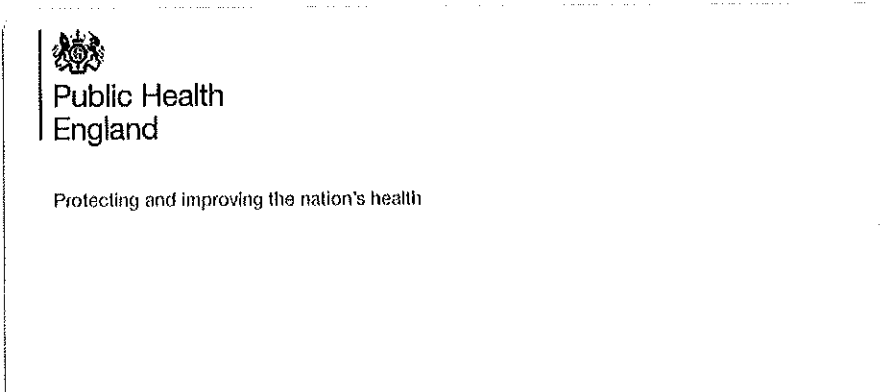 Public Health
England
Protecting and improving the nation's health